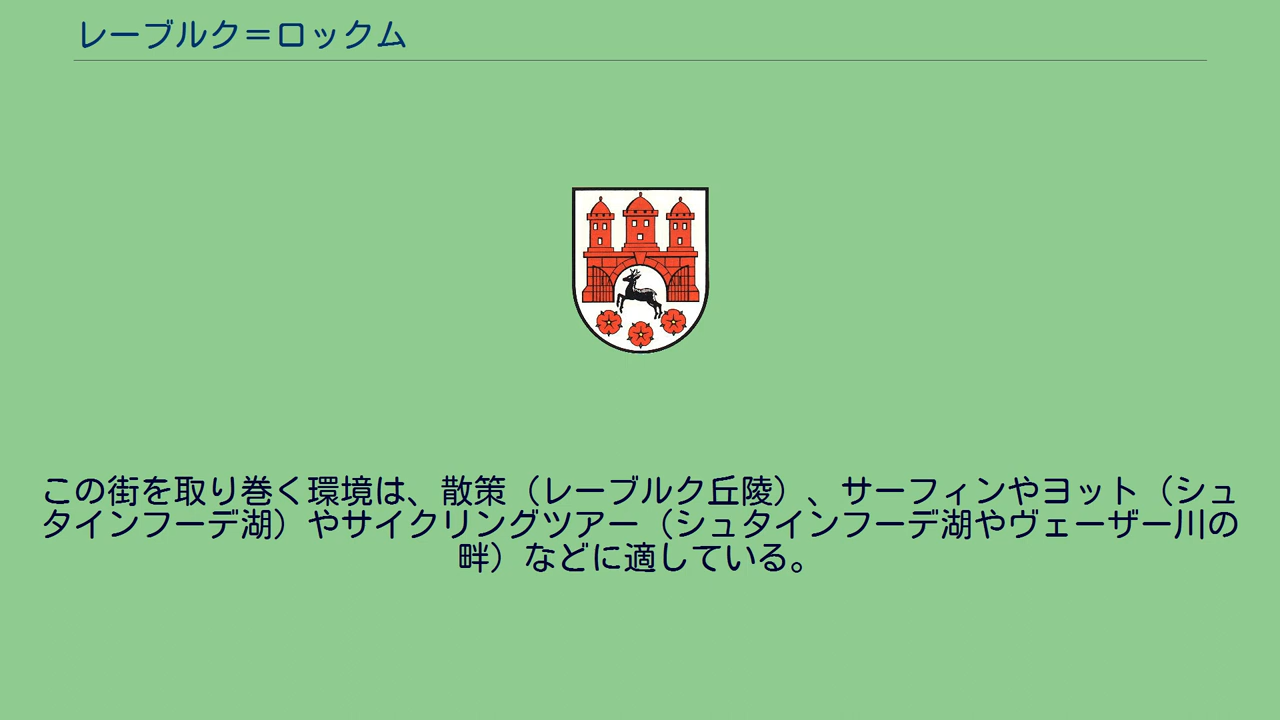 レーブルク＝ロックム
この街を取り巻く環境は、散策（レーブルク丘陵）、サーフィンやヨット（シュ
タインフーデ湖）やサイクリングツアー（シュタインフーデ湖やヴェーザー川の
畔）などに適している。